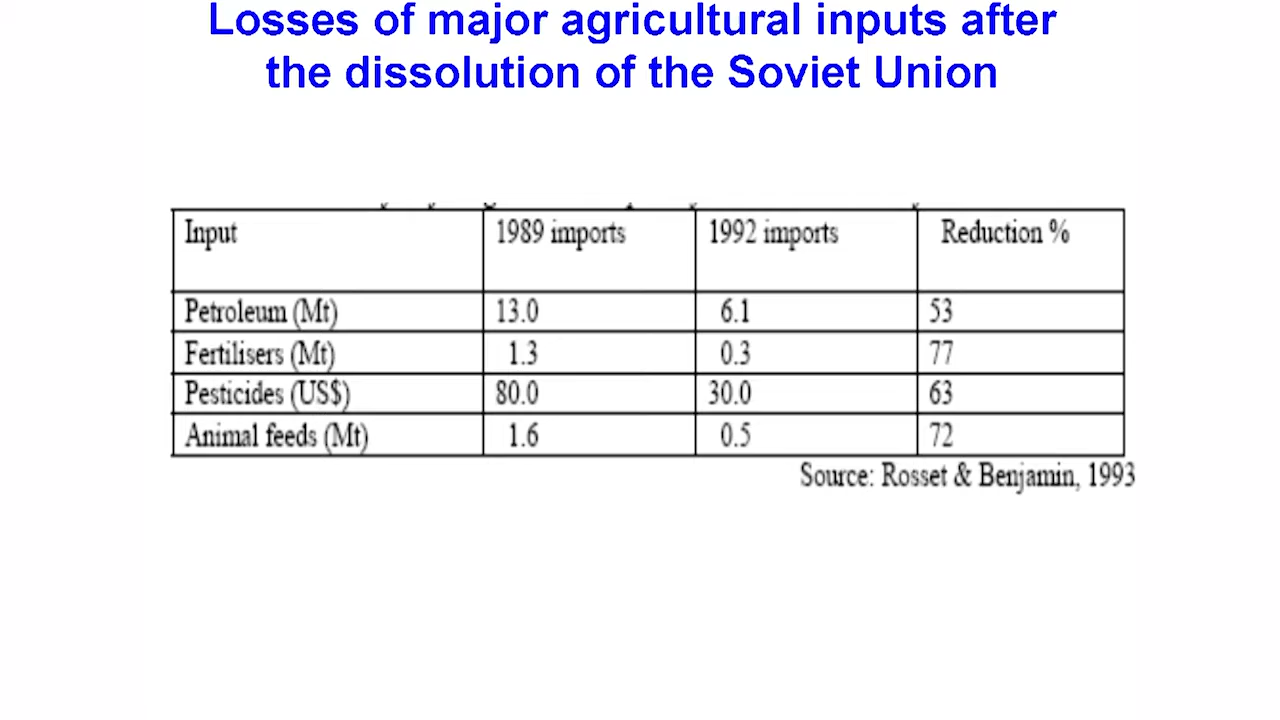 Losses of major agricultural inputs after
the dissolution of the Soviet Union
Input 1989 imports 1992 imports Reduction %
Petroleum (Mt) 13.0 6.1 53
Fertilisers (Mt) 1.3 0.3 77
Pesticides (US$) 80.0 30.0 63
Animal feeds (Mt) 1.6 0.5 72
Source: Rosset & Benjamin, 1993